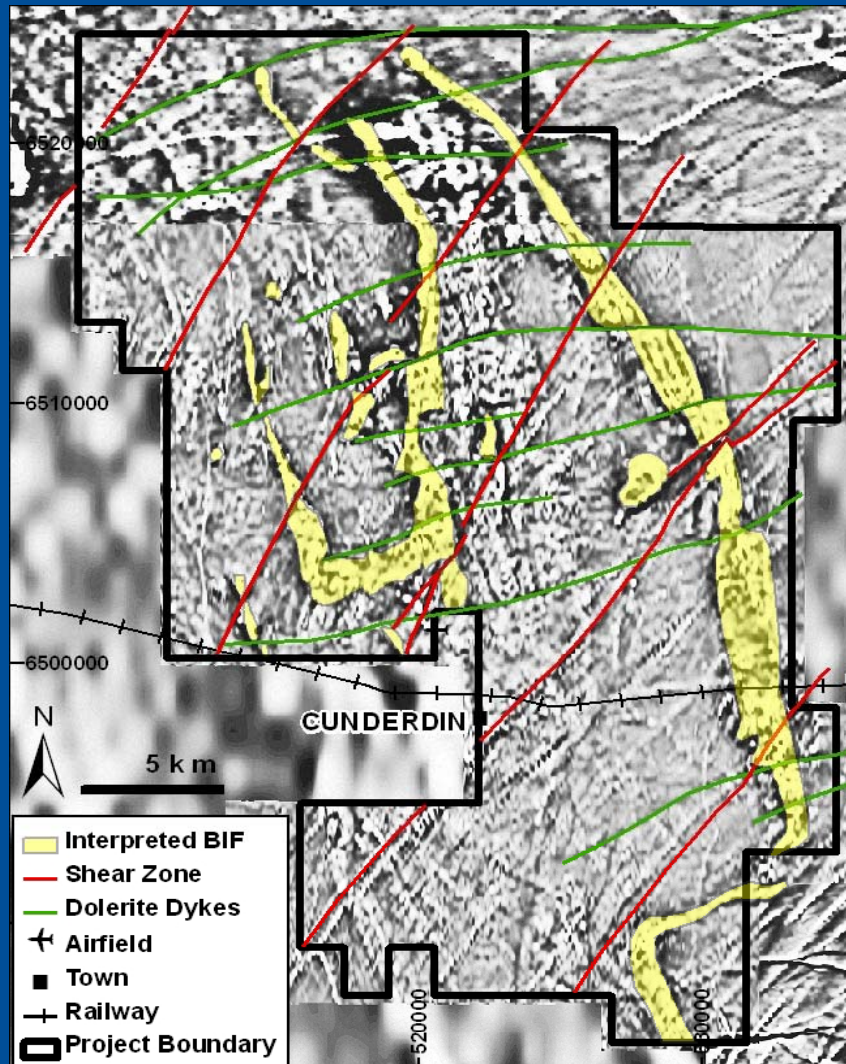 6520000
6510000
6500000
CUNDERDIN
N
5 km
Interpreted BIF
Shear Zone
Dolerite Dykes
Airfield
Town
Railway
Project Boundary
520000